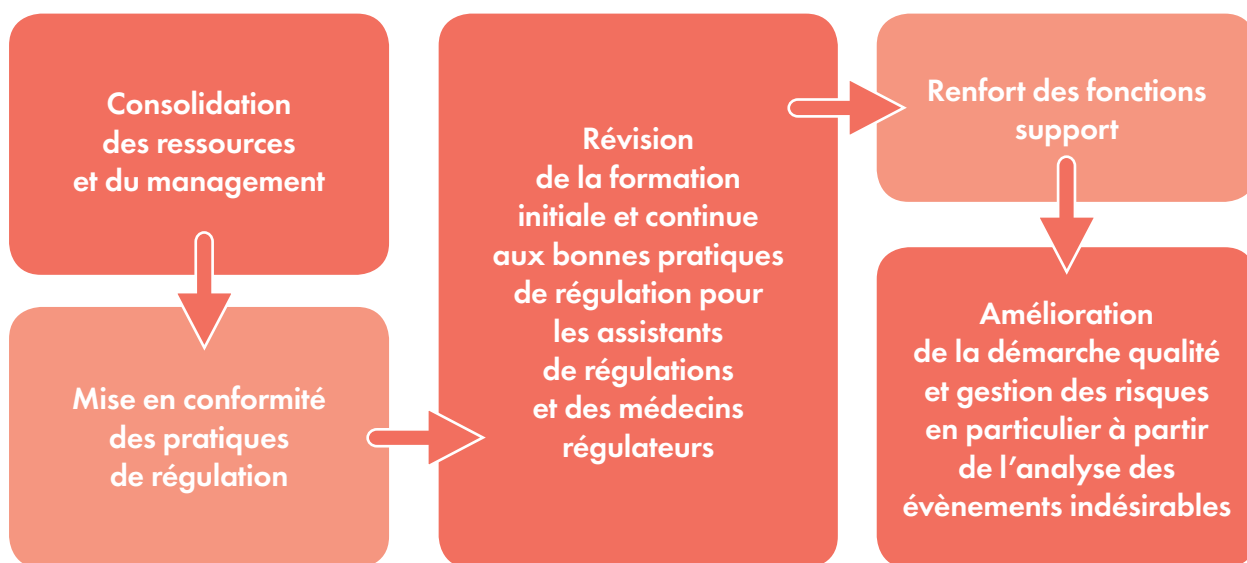 Consolidation
des ressources
et du management
Mise en conformité
des pratiques
de régulation
Révision
de la formation
initiale et continue
aux bonnes pratiques
de régulation pour
les assistants
de régulations
et des médecins
régulateurs
Renfort des fonctions
support
Amélioration
de la démarche qualité
et gestion des risques
en particulier à partir
de l'analyse des
évènements indésirables